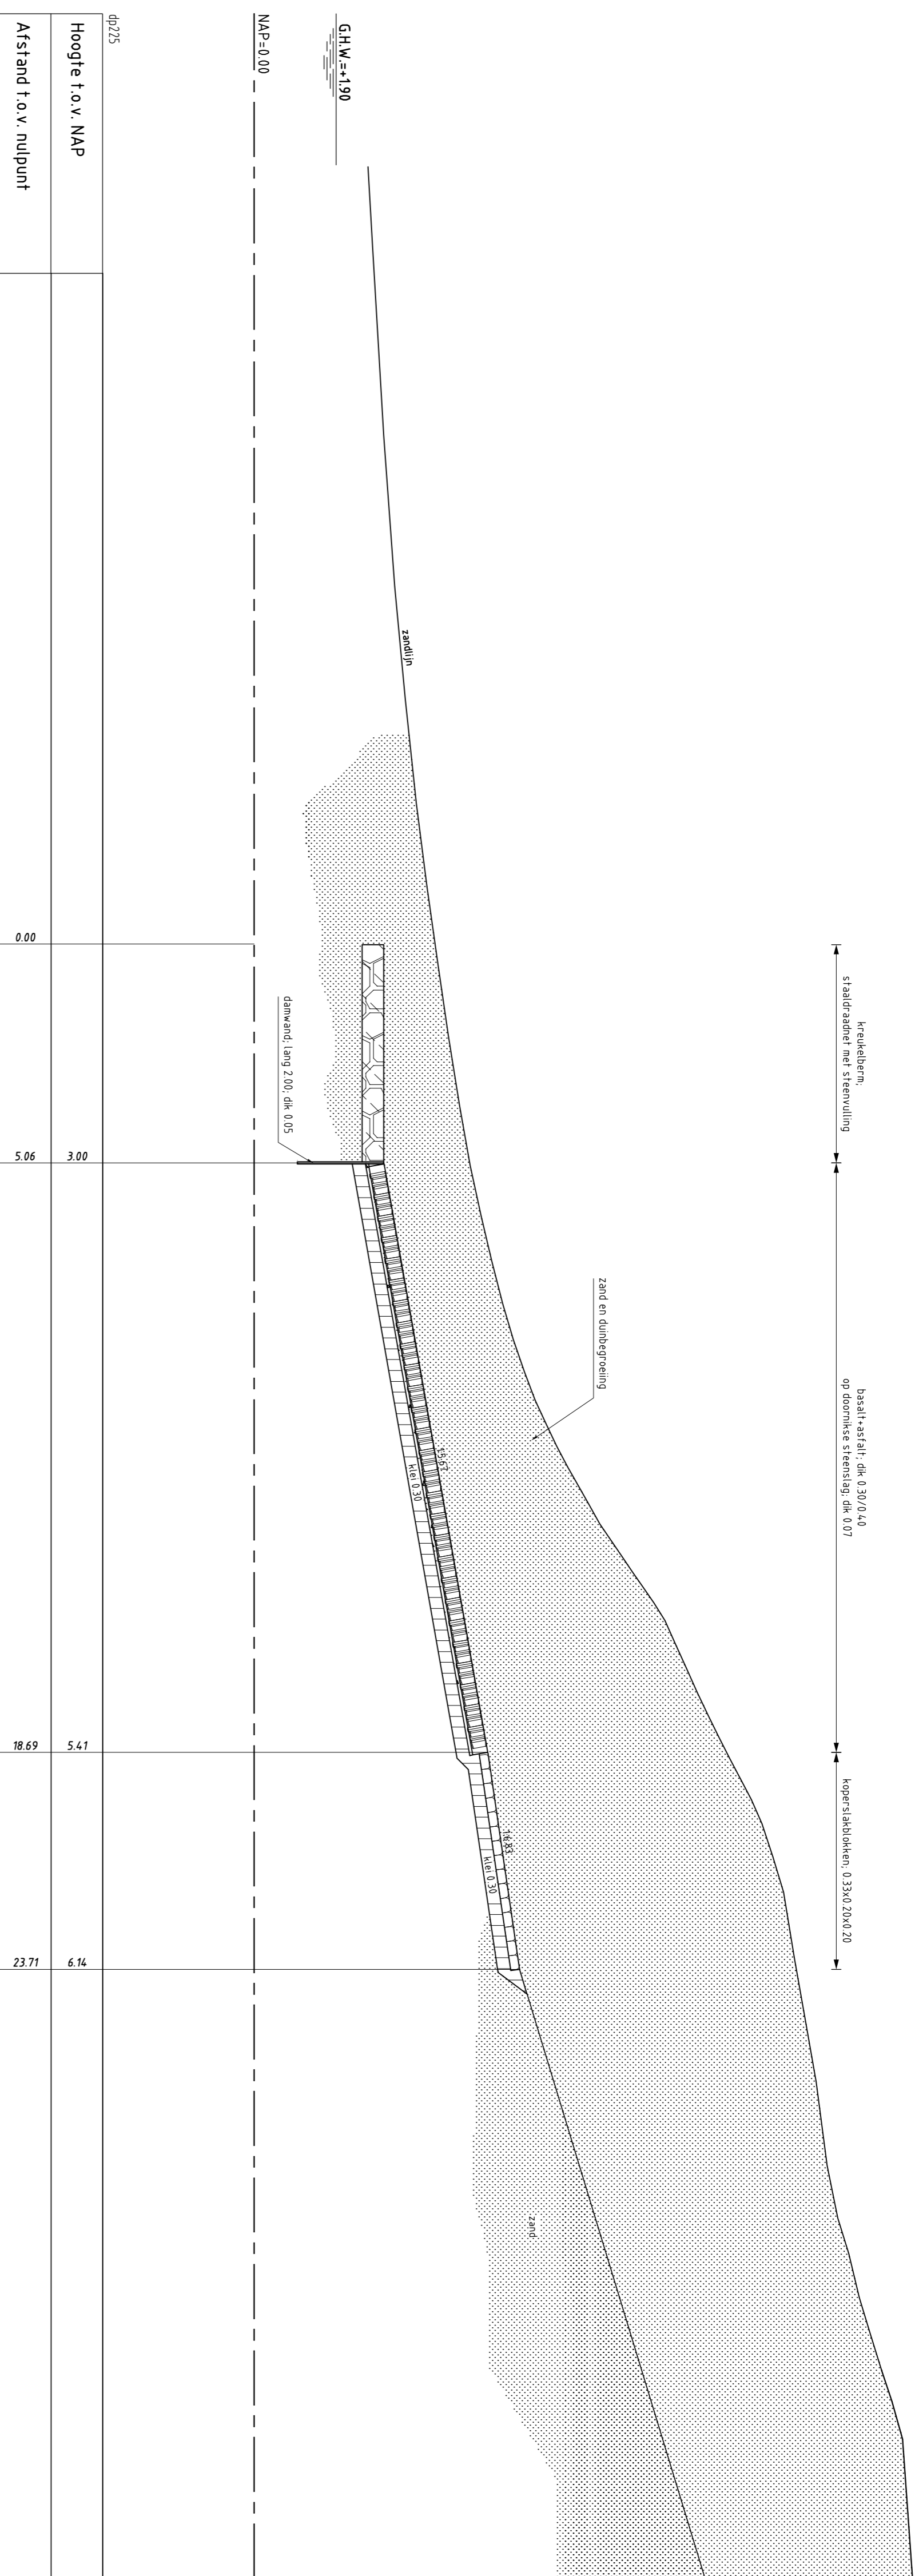 kreukelberm;
staaldraadnet met steenvulling
basalt+asfalt; dik 0.30/0.40
op doornikse steenslag; dik 0.07
koperslakblokken, 0.33x0.20x0.20
zand en duinbegroeiing
G.H.W.=+1.90
zandlijn
1:5.67
klei 0.30
1:6.83
klei 0.30
zand
NAP=0.00
damwand; lang 2.00; dik 0.05
dp225
Hoogte t.o.v. NAP 3.00 5.41 6.14
Afstand t.o.v. nulpunt 0.00 5.06 18.69 23.71